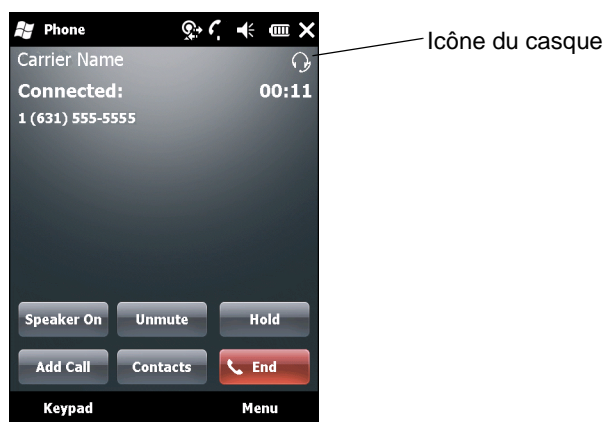 Phone
Icône du casque
Carrier Name
Connected: 00:11
1 (631) 555-5555
Speaker On Unmute Hold
Add Call Contacts End
Keypad Menu